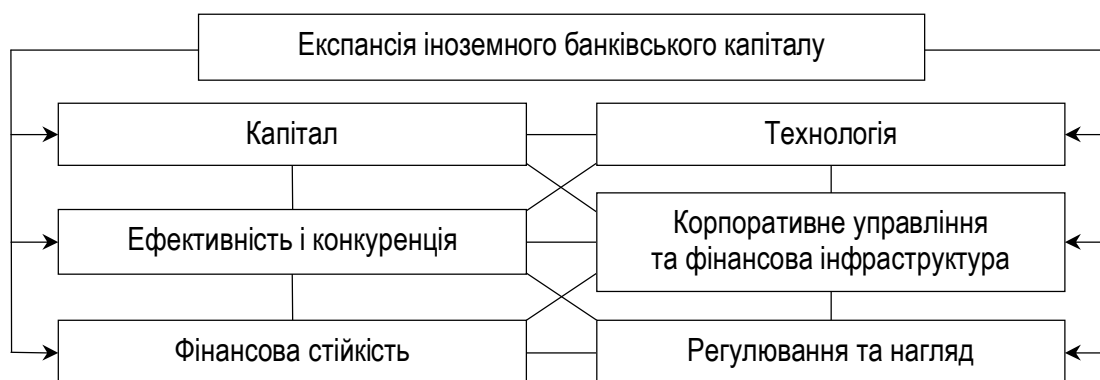 Експансія іноземного банківського капіталу
Капітал
Технологія
Ефективність і конкуренція
Корпоративне управління
та фінансова інфраструктура
Фінансова стійкість
Регулювання та нагляд